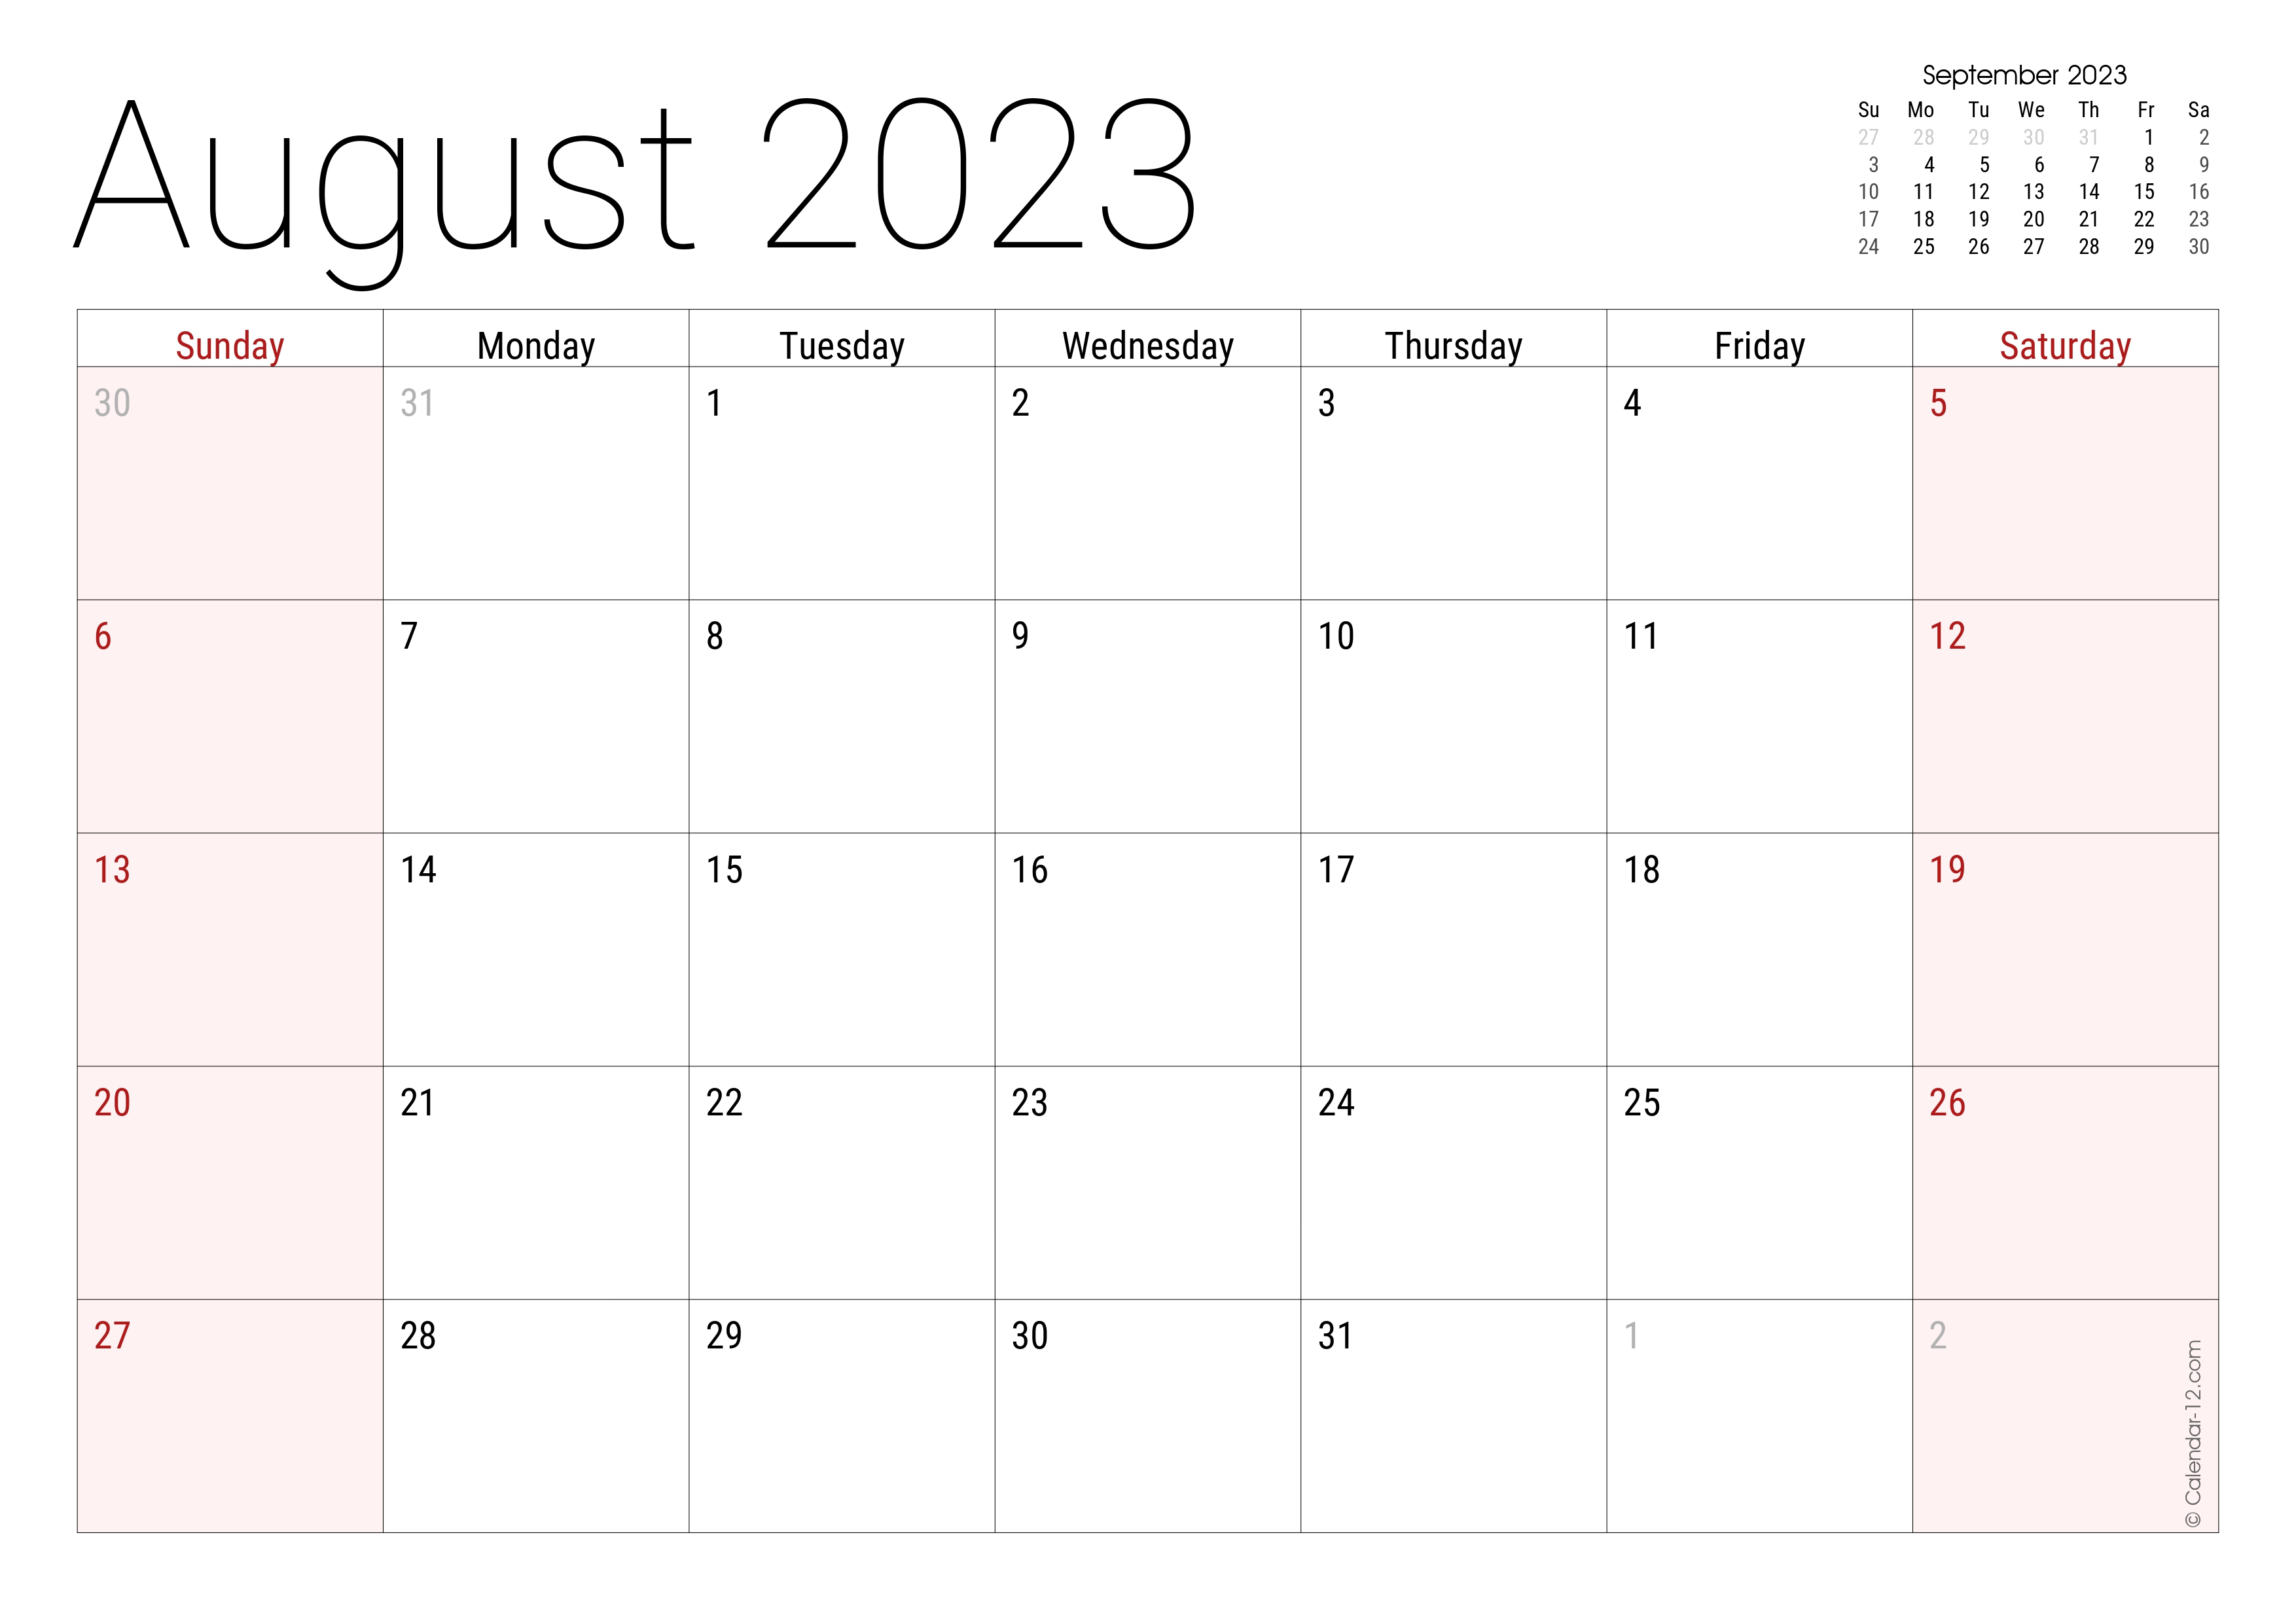 August 2023
September 2023
Su Mo Tu We Th Fr Sa
27 28 29 30 31 1 2
3 4 5 6 7 8 9
10 11 12 13 14 15 16
17 18 19 20 21 22 23
24 25 26 27 28 29 30
Sunday Monday Tuesday Wednesday Thursday Friday Saturday
30 31 1 2 3 4 5
6 7 8 9 10 11 12
13 14 15 16 17 18 19
20 21 22 23 24 25 26
27 28 29 30 31 1 2
© Calendar-12.com